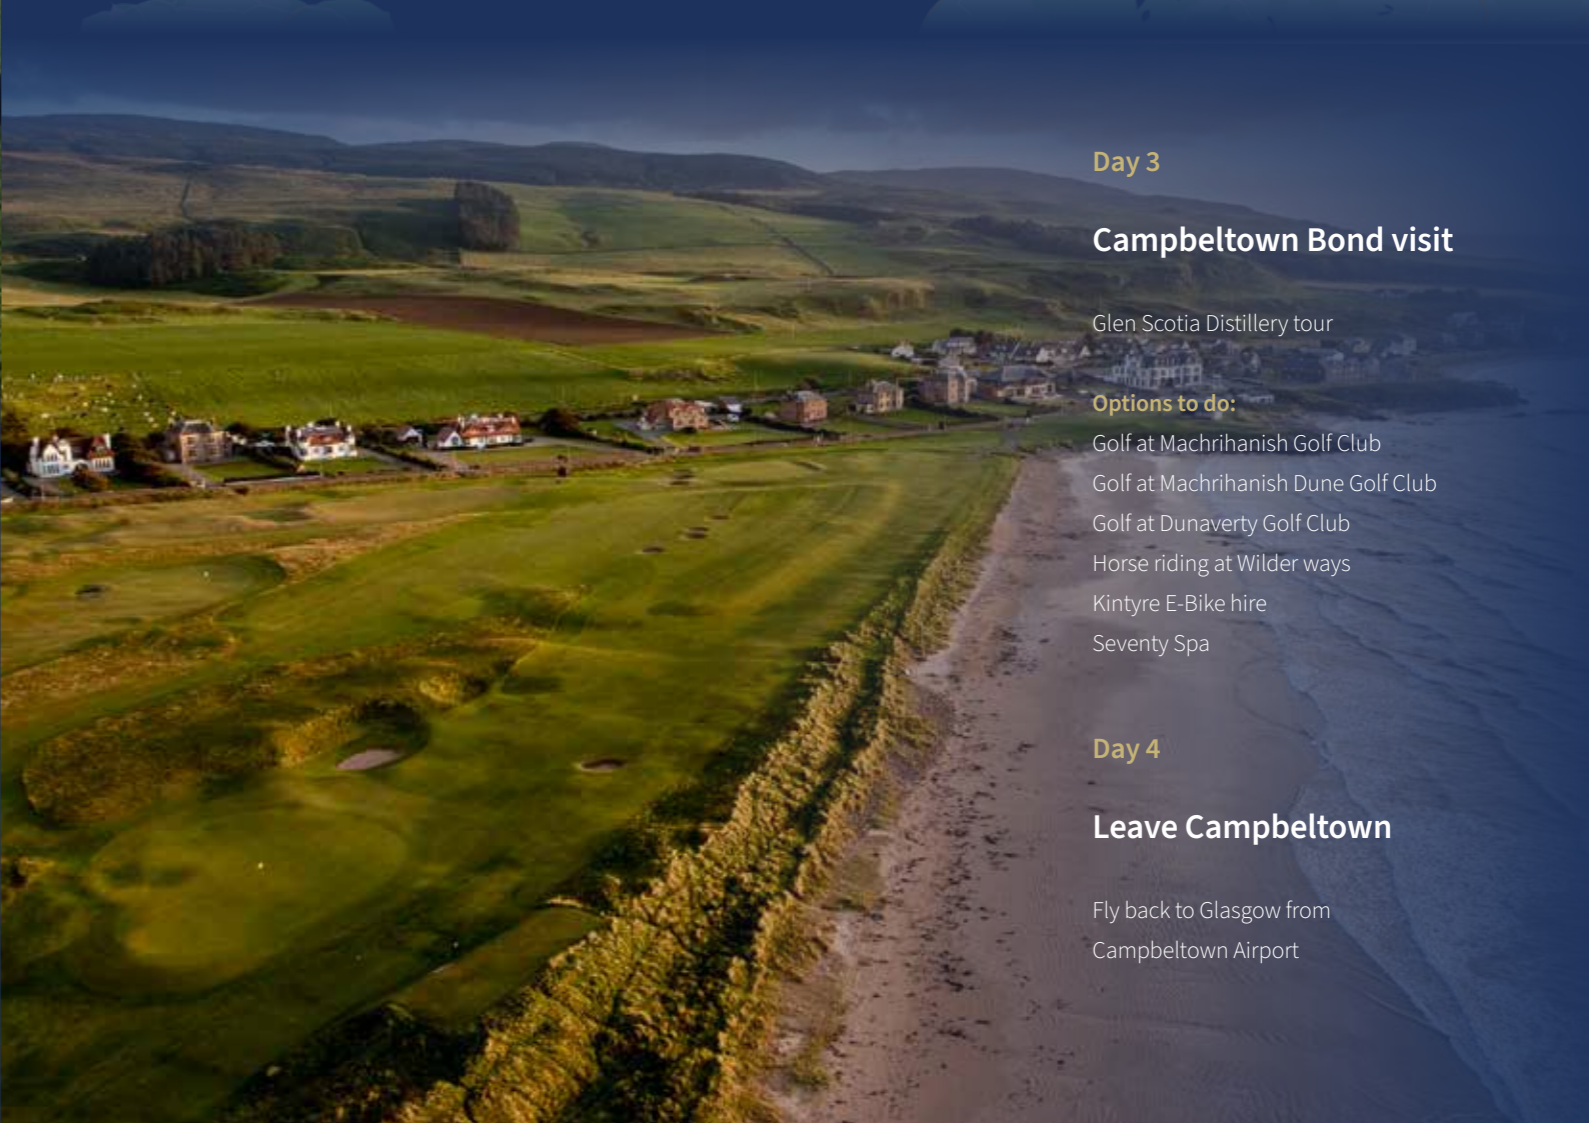 Day 3
Campbeltown Bond visit
Glen Scotia Distillery tour
Options to do:
Golf at Machrihanish Golf Club
Golf at Machrihanish Dune Golf Club
Golf at Dunaverty Golf Club
Horse riding at Wilder ways
Kintyre E-Bike hire
Seventy Spa
Day 4
Leave Campbeltown
Fly back to Glasgow from
Campbeltown Airport